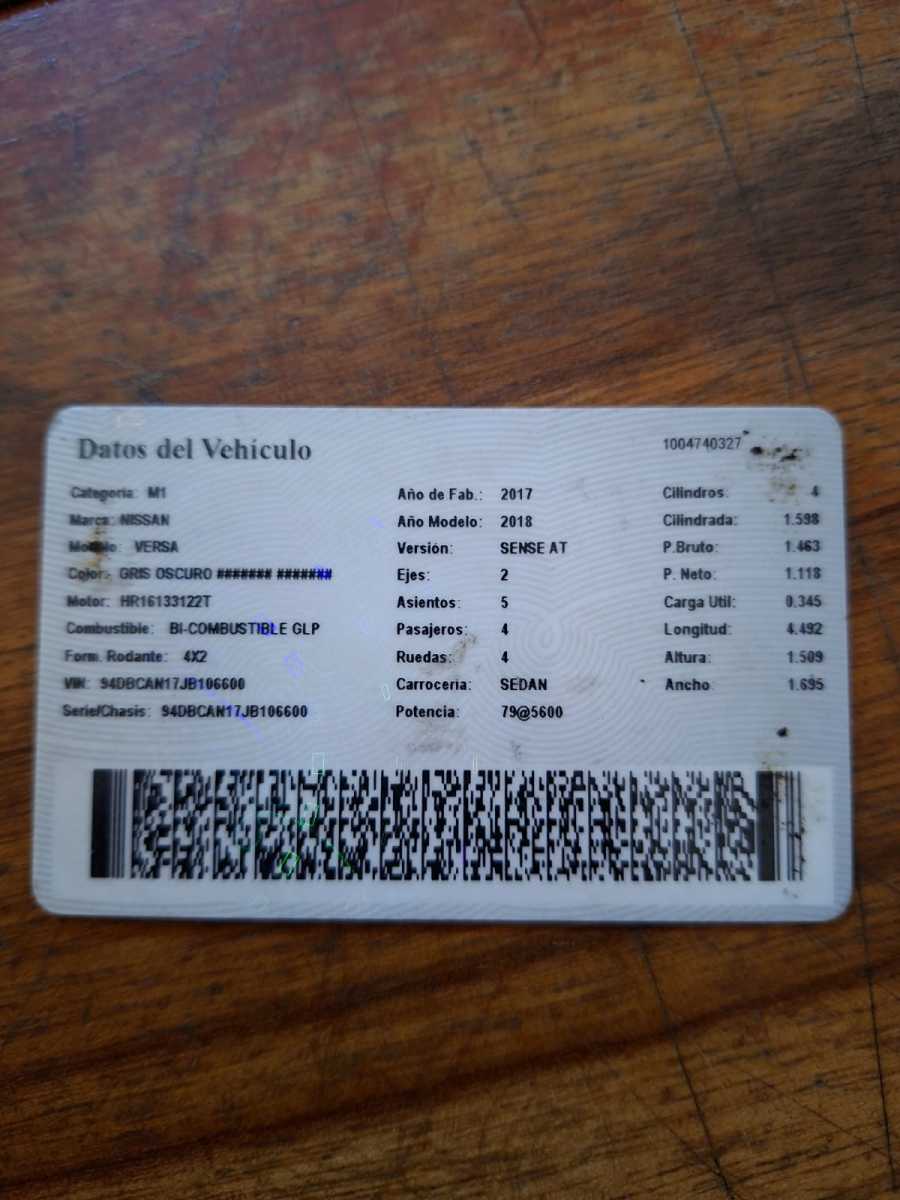 Datos del Vehículo
1004740327
Categoría: M1
Marca: NISSAN
Modelo: VERSA
Color: GRIS OSCURO ####### #######
Motor: HR16133122T
Combustible: BI-COMBUSTIBLE GLP
Form. Rodante: 4X2
VIN: 94DBCAN17JB106600
Serie/Chasis: 94DBCAN17JB106600
Año de Fab.: 2017
Año Modelo: 2018
Versión: SENSE AT
Ejes: 2
Asientos: 5
Pasajeros: 4
Ruedas: 4
Carrocería: SEDAN
Potencia: 79@5600
Cilindros: 4
Cilindrada: 1.598
P.Bruto: 1.463
P. Neto: 1.118
Carga Util: 0.345
Longitud: 4.492
Altura: 1.509
Ancho: 1.695